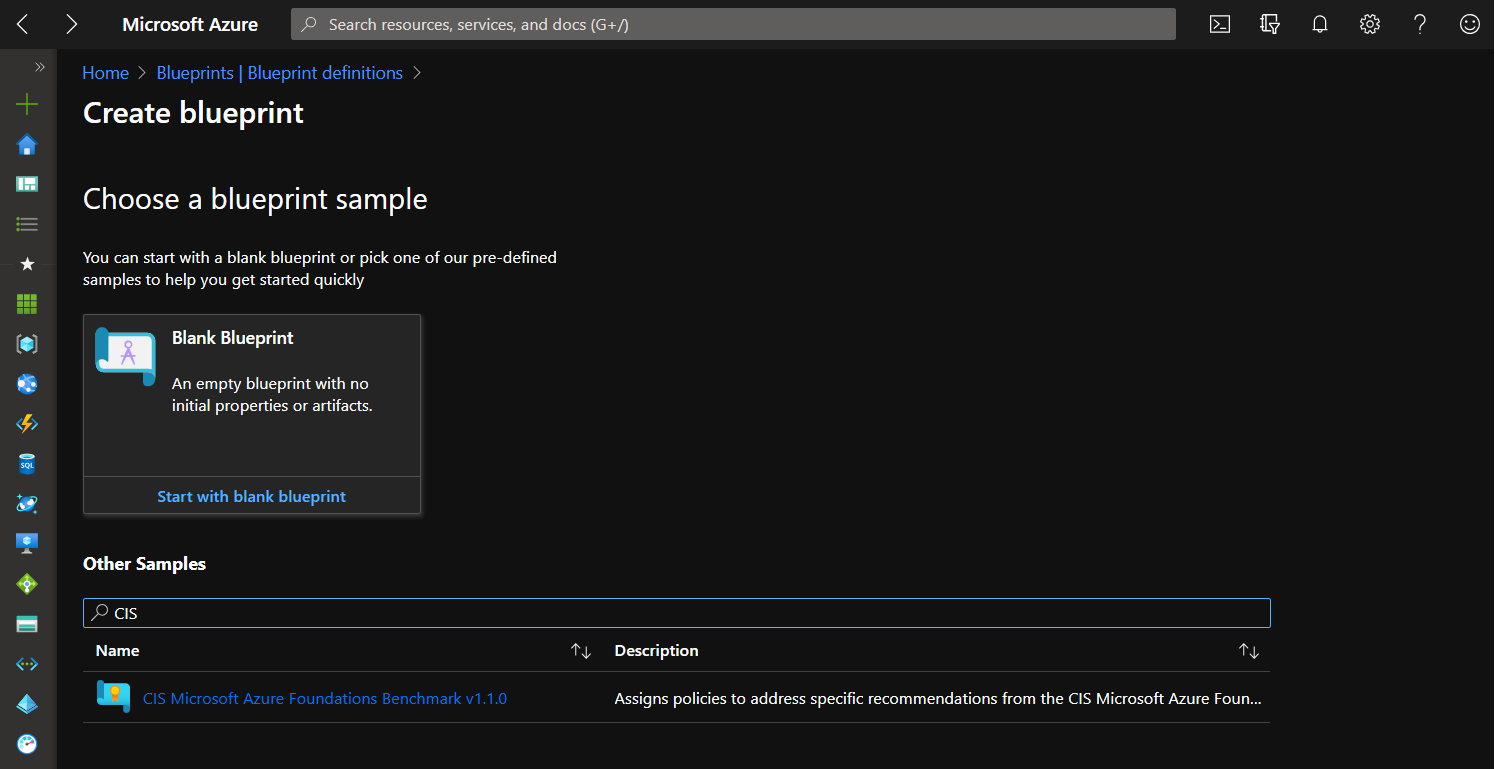 Microsoft Azure
Search resources, services, and docs (G+/)
Home > Blueprints | Blueprint definitions >
Create blueprint
Choose a blueprint sample
You can start with a blank blueprint or pick one of our pre-defined
samples to help you get started quickly
Blank Blueprint
An empty blueprint with no
initial properties or artifacts.
Start with blank blueprint
Other Samples
CIS
Name Description
SQL
CIS Microsoft Azure Foundations Benchmark v1.1.0 Assigns policies to address specific recommendations from the CIS Microsoft Azure Foun...